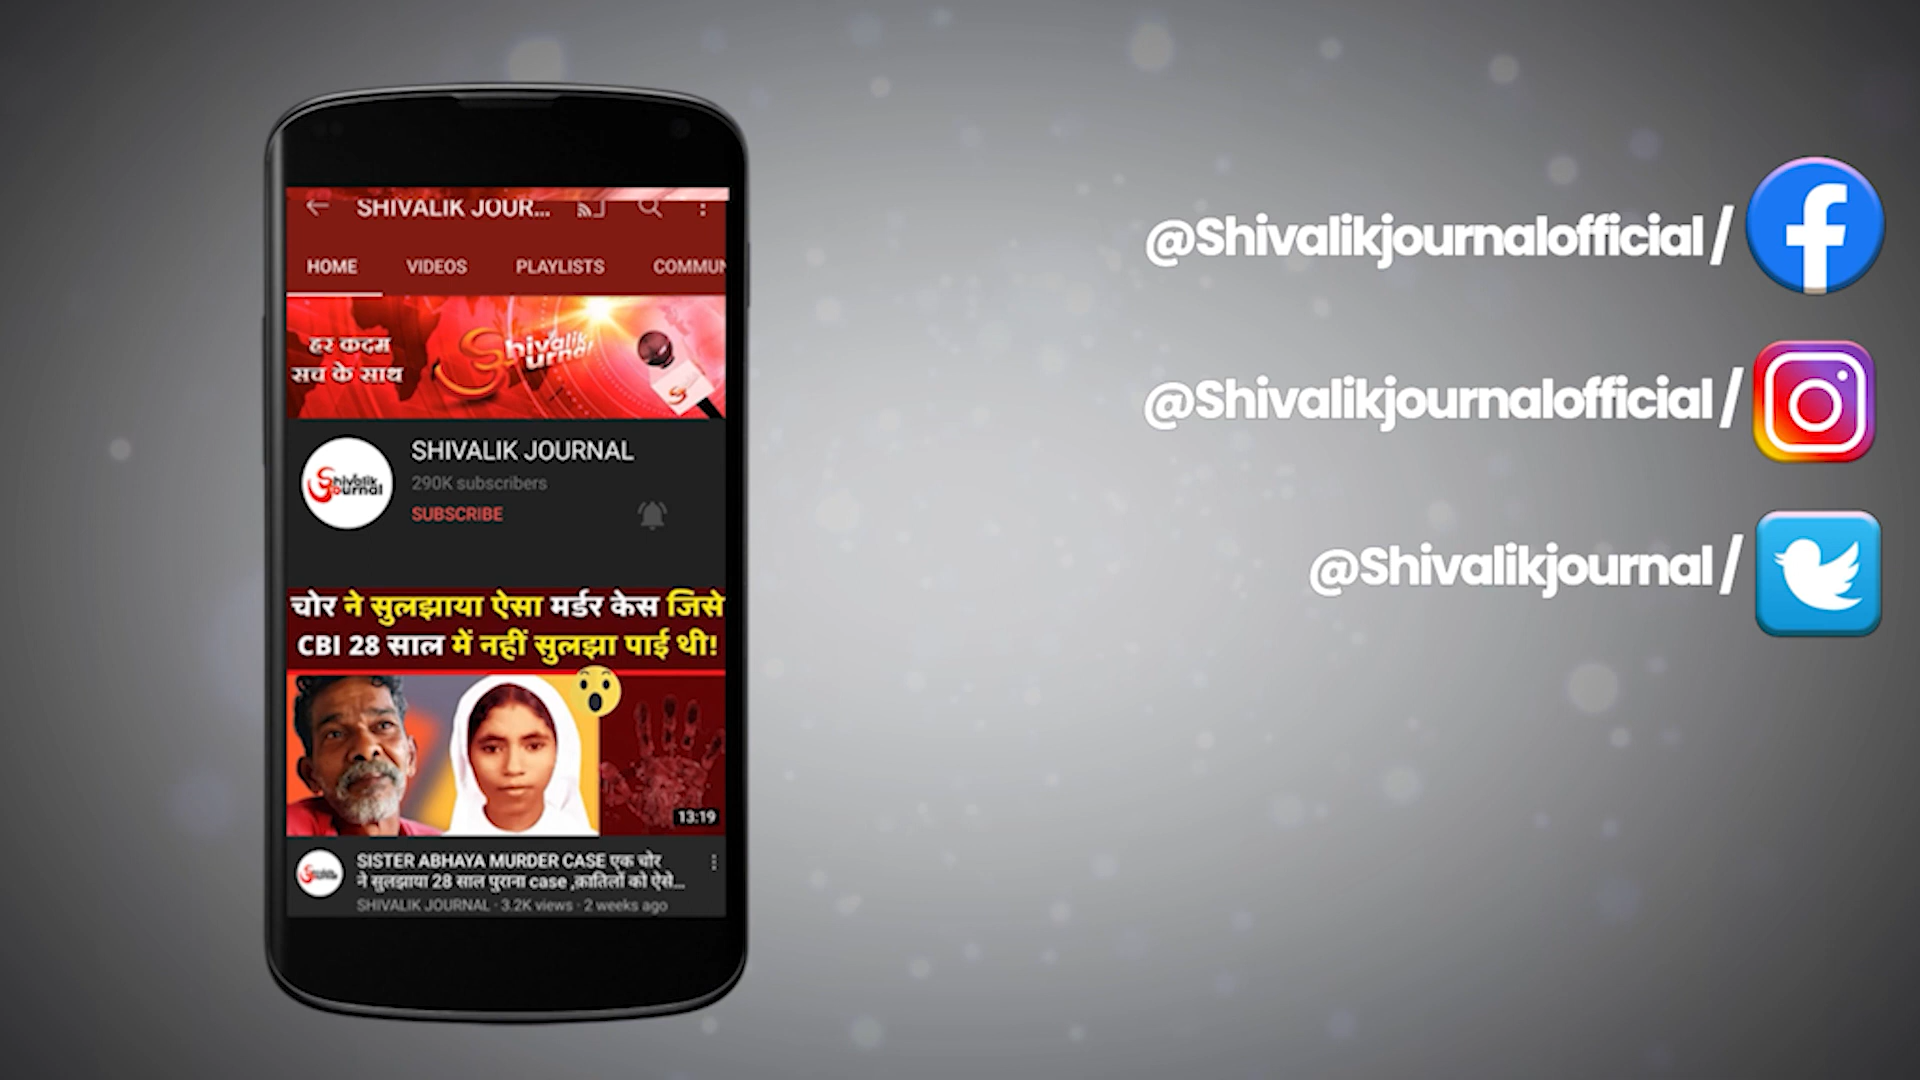 SHIVALIK JOUR...
HOME VIDEOS PLAYLISTS COMMUN
हर कदम
सच के साथ
Shivalik
Journal
SHIVALIK JOURNAL
290K subscribers
SUBSCRIBE
Shivalik
Journal
चोर ने सुलझाया ऐसा मर्डर केस जिसे
CBI 28 साल में नहीं सुलझा पाई थी!
13:19
SISTER ABHAYA MURDER CASE एक चोर
ने सुलझाया 28 साल पुराना case ,क़ातिलों को ऐसे...
SHIVALIK JOURNAL · 3.2K views · 2 weeks ago
@Shivalikjournalofficial /
@Shivalikjournalofficial /
@Shivalikjournal /